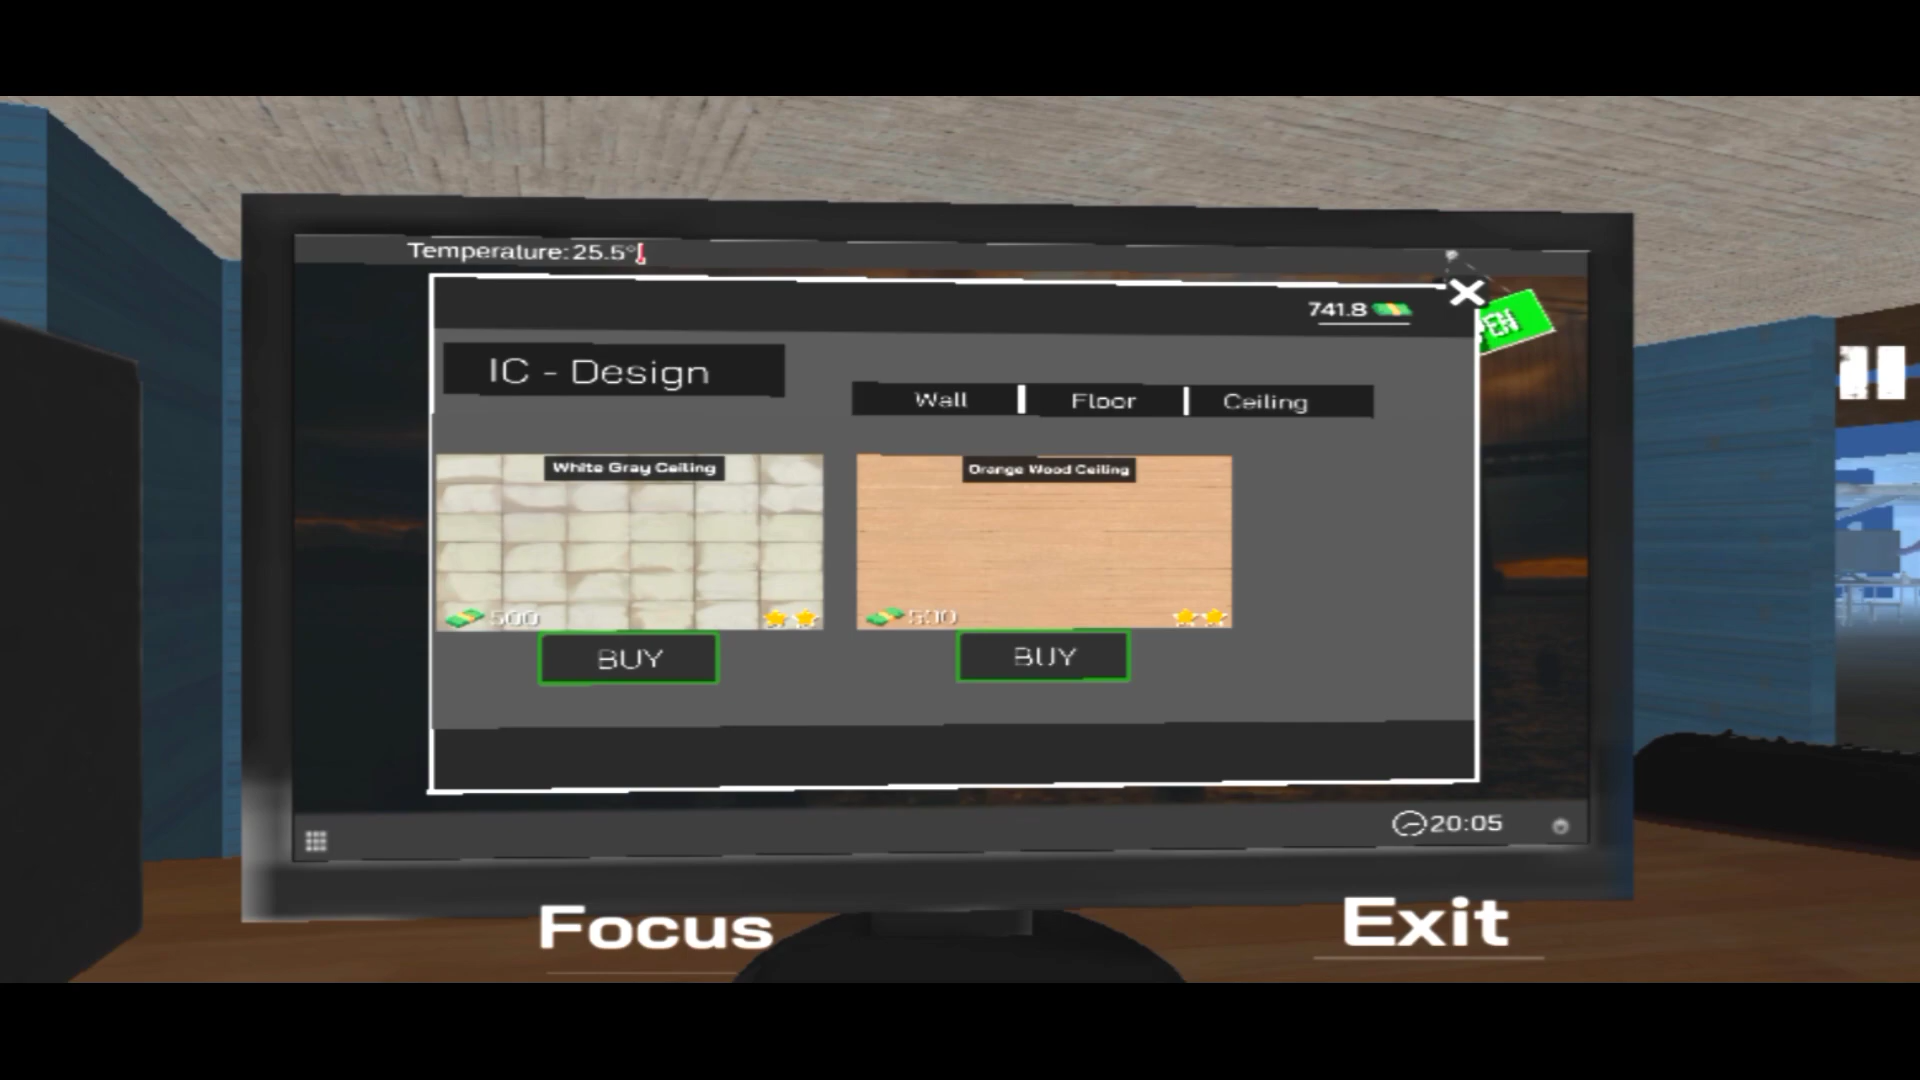 Temperature:25.5°
741.8
IC - Design
Wall
Floor
Ceiling
White Gray Ceiling
Orange Wood Ceiling
500
500
BUY
BUY
20:05
Focus
Exit